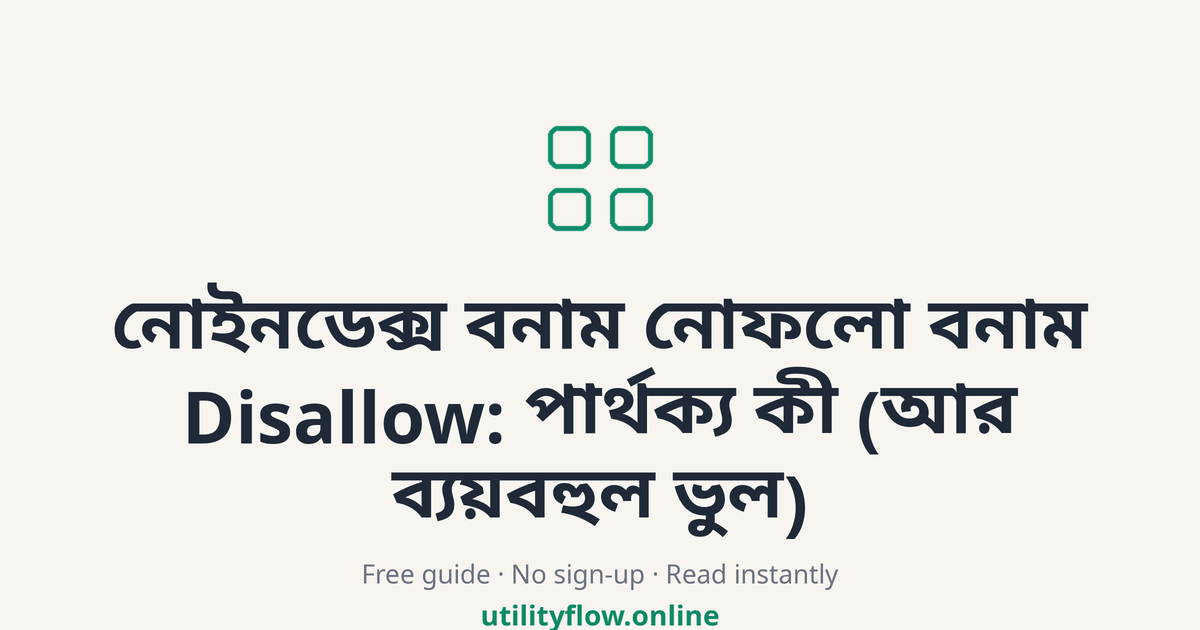 নোইনডেক্স বনাম নোফলো বনাম
Disallow: পার্থক্য কী (আর
ব্যয়বহুল ভুল)
Free guide · No sign-up · Read instantly
utilityflow.online